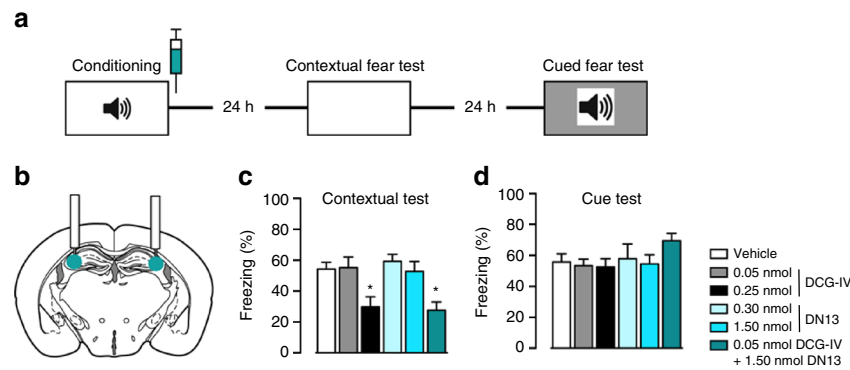 a
Conditioning Contextual fear test Cued fear test
24 h 24 h
b
c
Contextual test
Freezing (%)
100
80
60
40
20
0
* *
d
Cue test
Freezing (%)
100
80
60
40
20
0
Vehicle
0.05 nmol
0.25 nmol
DCG-IV
0.30 nmol
1.50 nmol
DN13
0.05 nmol DCG-IV
+ 1.50 nmol DN13